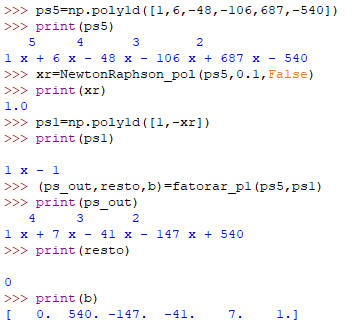 >>> ps5=np.poly1d([1,6,-48,-106,687,-540])
>>> print(ps5)
   5     4      3       2
1 x + 6 x - 48 x - 106 x + 687 x - 540
>>> xr=NewtonRaphson_pol(ps5,0.1,False)
>>> print(xr)
1.0
>>> ps1=np.poly1d([1,-xr])
>>> print(ps1)
1 x - 1
>>> (ps_out,resto,b)=fatorar_p1(ps5,ps1)
>>> print(ps_out)
   4     3      2
1 x + 7 x - 41 x - 147 x + 540
>>> print(resto)
0
>>> print(b)
[   0.  540. -147.  -41.    7.    1.]